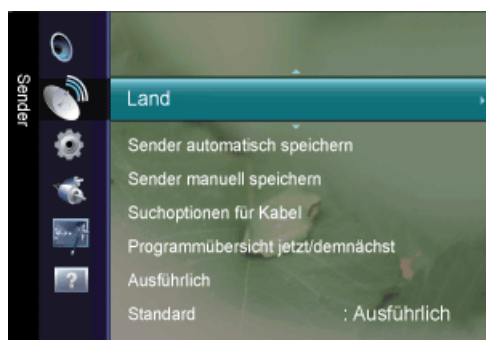 Sender
Land
Sender automatisch speichern
Sender manuell speichern
Suchoptionen für Kabel
Programmübersicht jetzt/demnächst
Ausführlich
Standard : Ausführlich
?